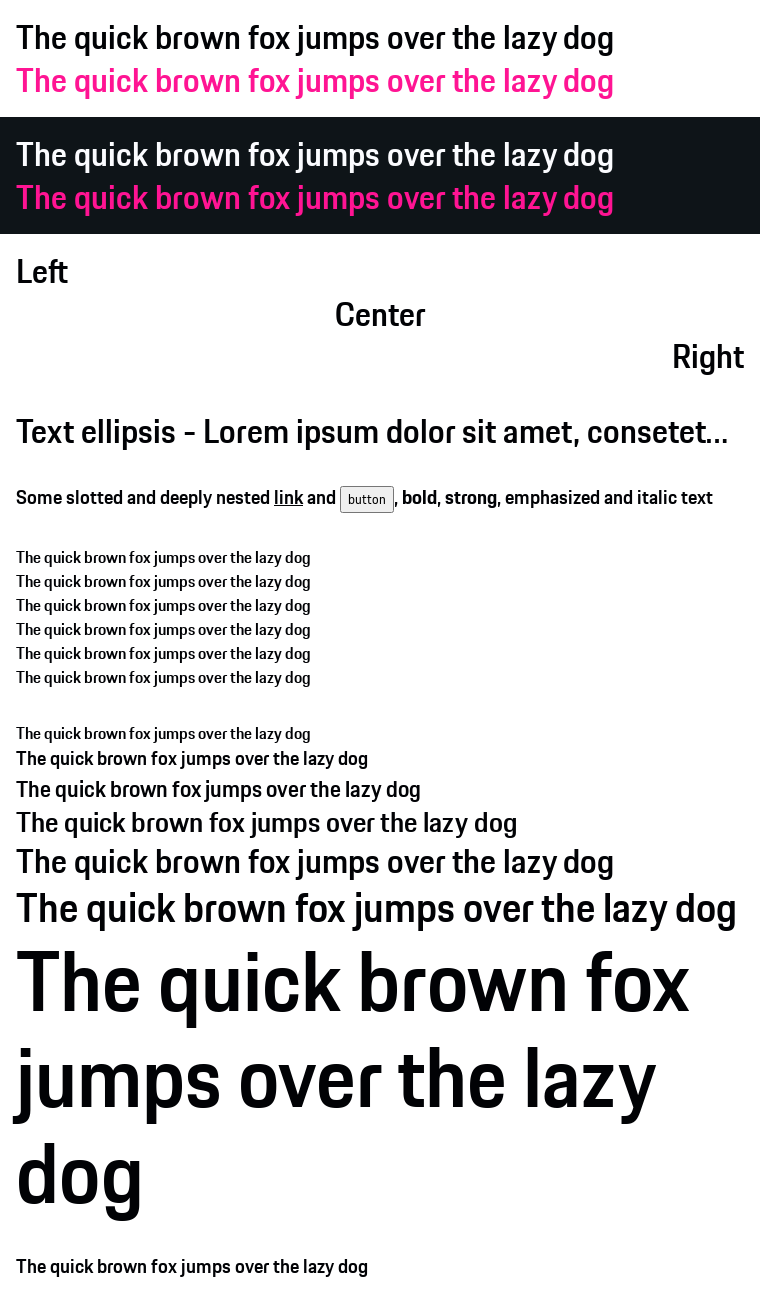 The quick brown fox jumps over the lazy dog
The quick brown fox jumps over the lazy dog
The quick brown fox jumps over the lazy dog
The quick brown fox jumps over the lazy dog
Left
Center
Right
Text ellipsis - Lorem ipsum dolor sit amet, consetet...
Some slotted and deeply nested link and button, bold, strong, emphasized and italic text
The quick brown fox jumps over the lazy dog
The quick brown fox jumps over the lazy dog
The quick brown fox jumps over the lazy dog
The quick brown fox jumps over the lazy dog
The quick brown fox jumps over the lazy dog
The quick brown fox jumps over the lazy dog
The quick brown fox jumps over the lazy dog
The quick brown fox jumps over the lazy dog
The quick brown fox jumps over the lazy dog
The quick brown fox jumps over the lazy dog
The quick brown fox jumps over the lazy dog
The quick brown fox jumps over the lazy dog
The quick brown fox
jumps over the lazy
dog
The quick brown fox jumps over the lazy dog